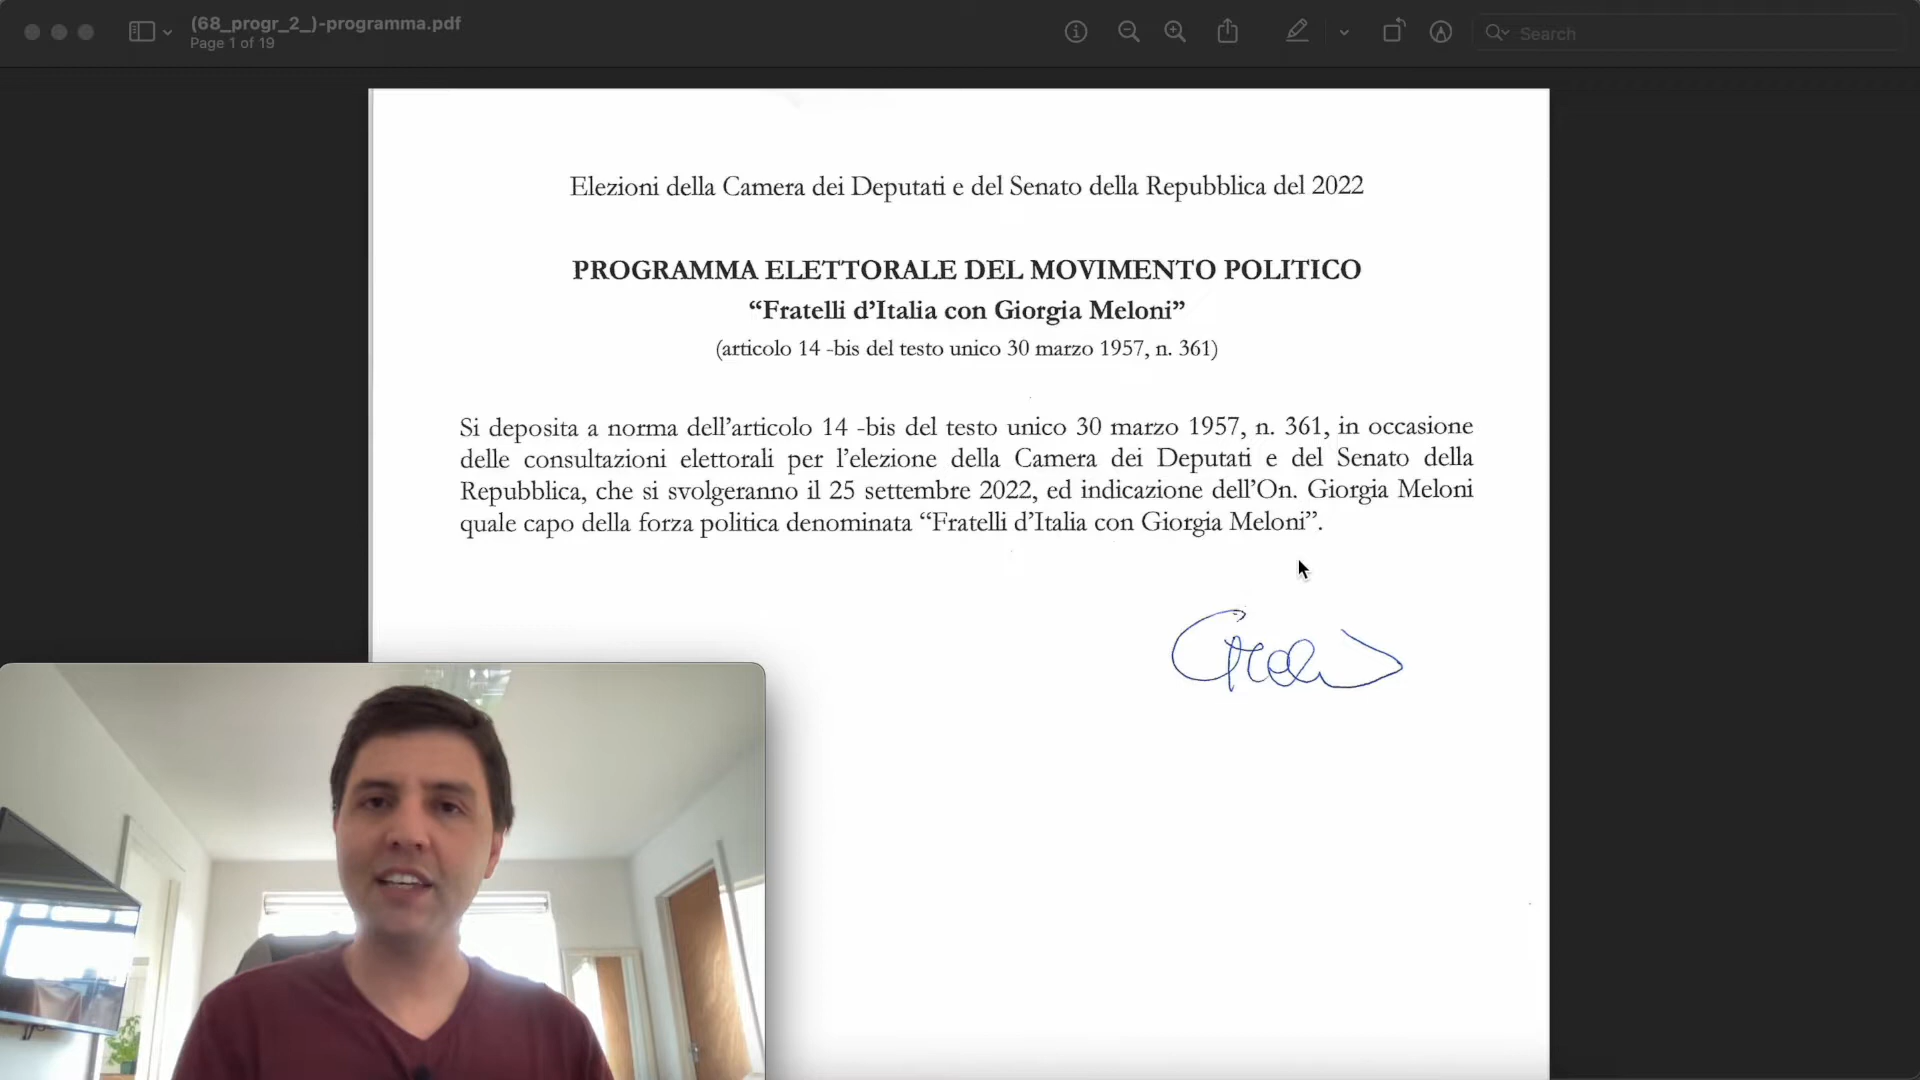 (68_progr_2_)-programma.pdf
Page 1 of 19
Search
Elezioni della Camera dei Deputati e del Senato della Repubblica del 2022
PROGRAMMA ELETTORALE DEL MOVIMENTO POLITICO
“Fratelli d’Italia con Giorgia Meloni”
(articolo 14 -bis del testo unico 30 marzo 1957, n. 361)
Si deposita a norma dell’articolo 14 -bis del testo unico 30 marzo 1957, n. 361, in occasione
delle consultazioni elettorali per l’elezione della Camera dei Deputati e del Senato della
Repubblica, che si svolgeranno il 25 settembre 2022, ed indicazione dell’On. Giorgia Meloni
quale capo della forza politica denominata “Fratelli d’Italia con Giorgia Meloni”.